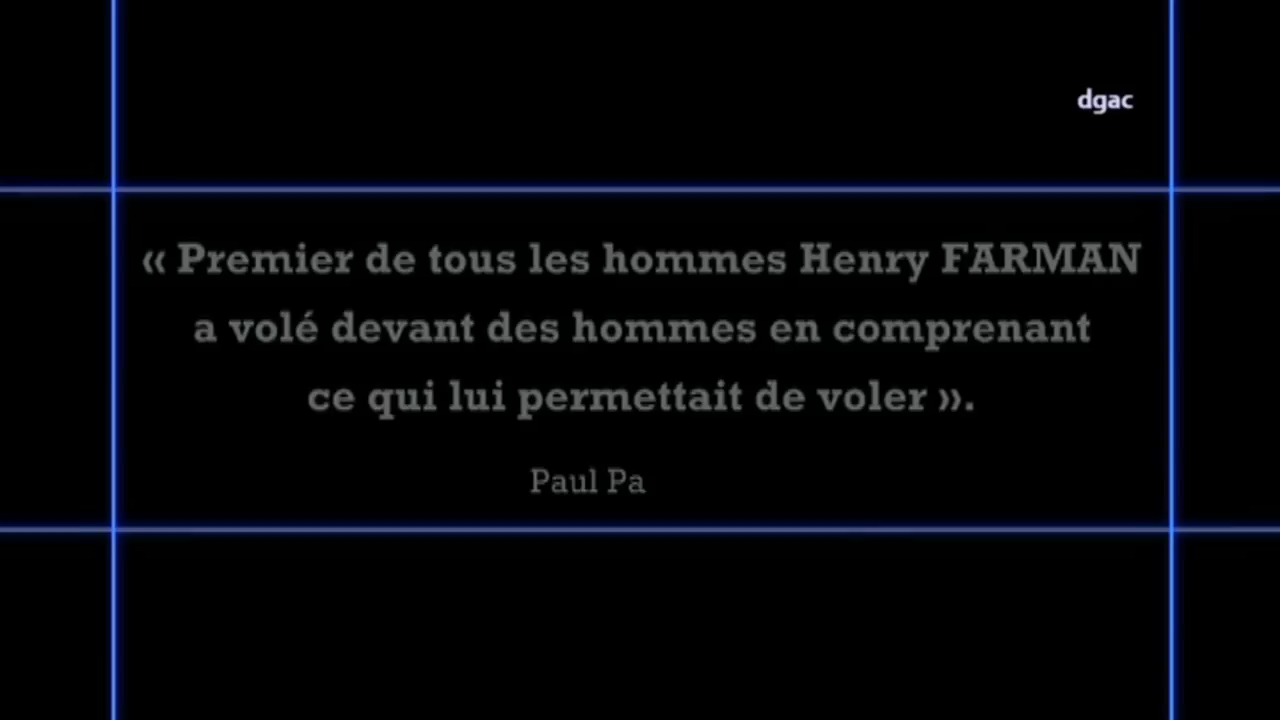 dgac
« Premier de tous les hommes Henry FARMAN
a volé devant des hommes en comprenant
ce qui lui permettait de voler ».
Paul Pa